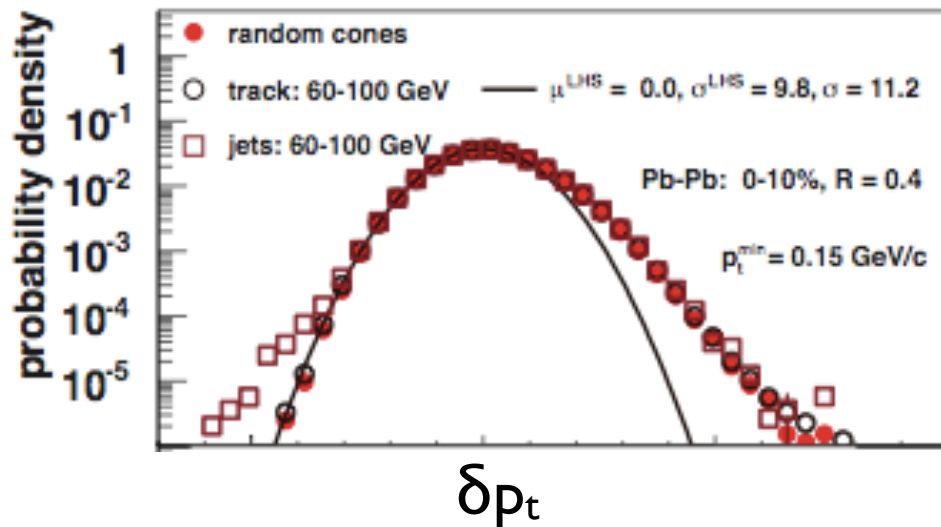 probability density
1
10⁻¹
10⁻²
10⁻³
10⁻⁴
10⁻⁵
random cones
track: 60-100 GeV
jets: 60-100 GeV
μ^LHS = 0.0, σ^LHS = 9.8, σ = 11.2
Pb-Pb: 0-10%, R = 0.4
p_t^min = 0.15 GeV/c
δp_t